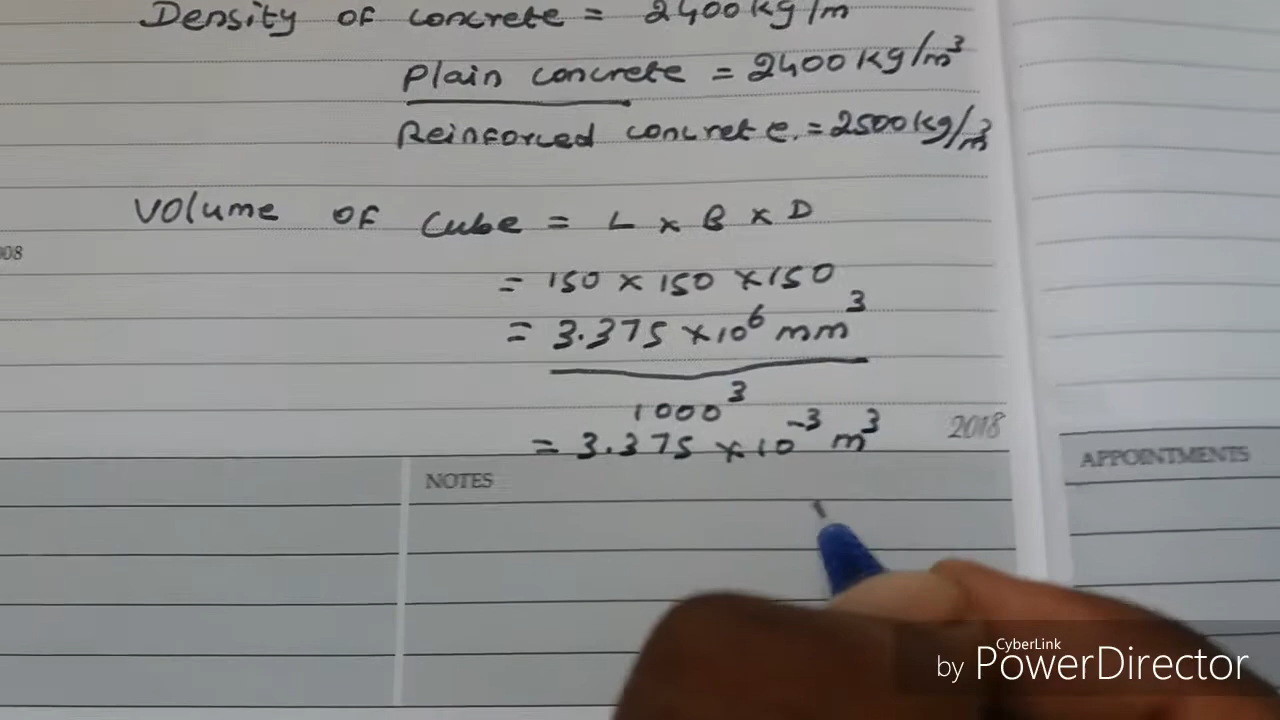 Density of concrete = 2400 kg/m
Plain concrete = 2400 kg/m³
Reinforced concrete. = 2500 kg/m³
Volume of Cube = L × B × D
008
= 150 × 150 × 150
= 3.375 × 10⁶ mm³
1000³
= 3.375 × 10⁻³ m³
2018
APPOINTMENTS
NOTES
CyberLink
by PowerDirector